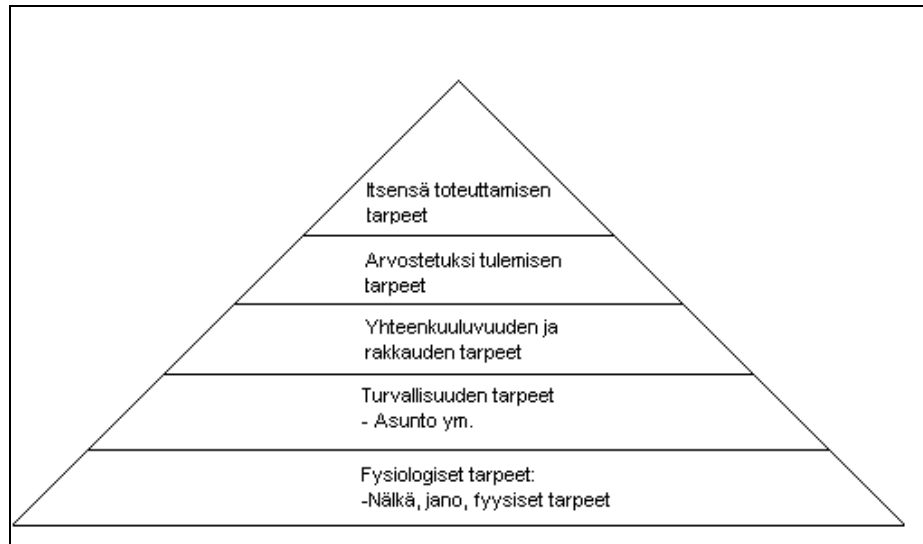 Itsensä toteuttamisen
tarpeet
Arvostetuksi tulemisen
tarpeet
Yhteenkuuluvuuden ja
rakkauden tarpeet
Turvallisuuden tarpeet
- Asunto ym.
Fysiologiset tarpeet:
-Nälkä, jano, fyysiset tarpeet